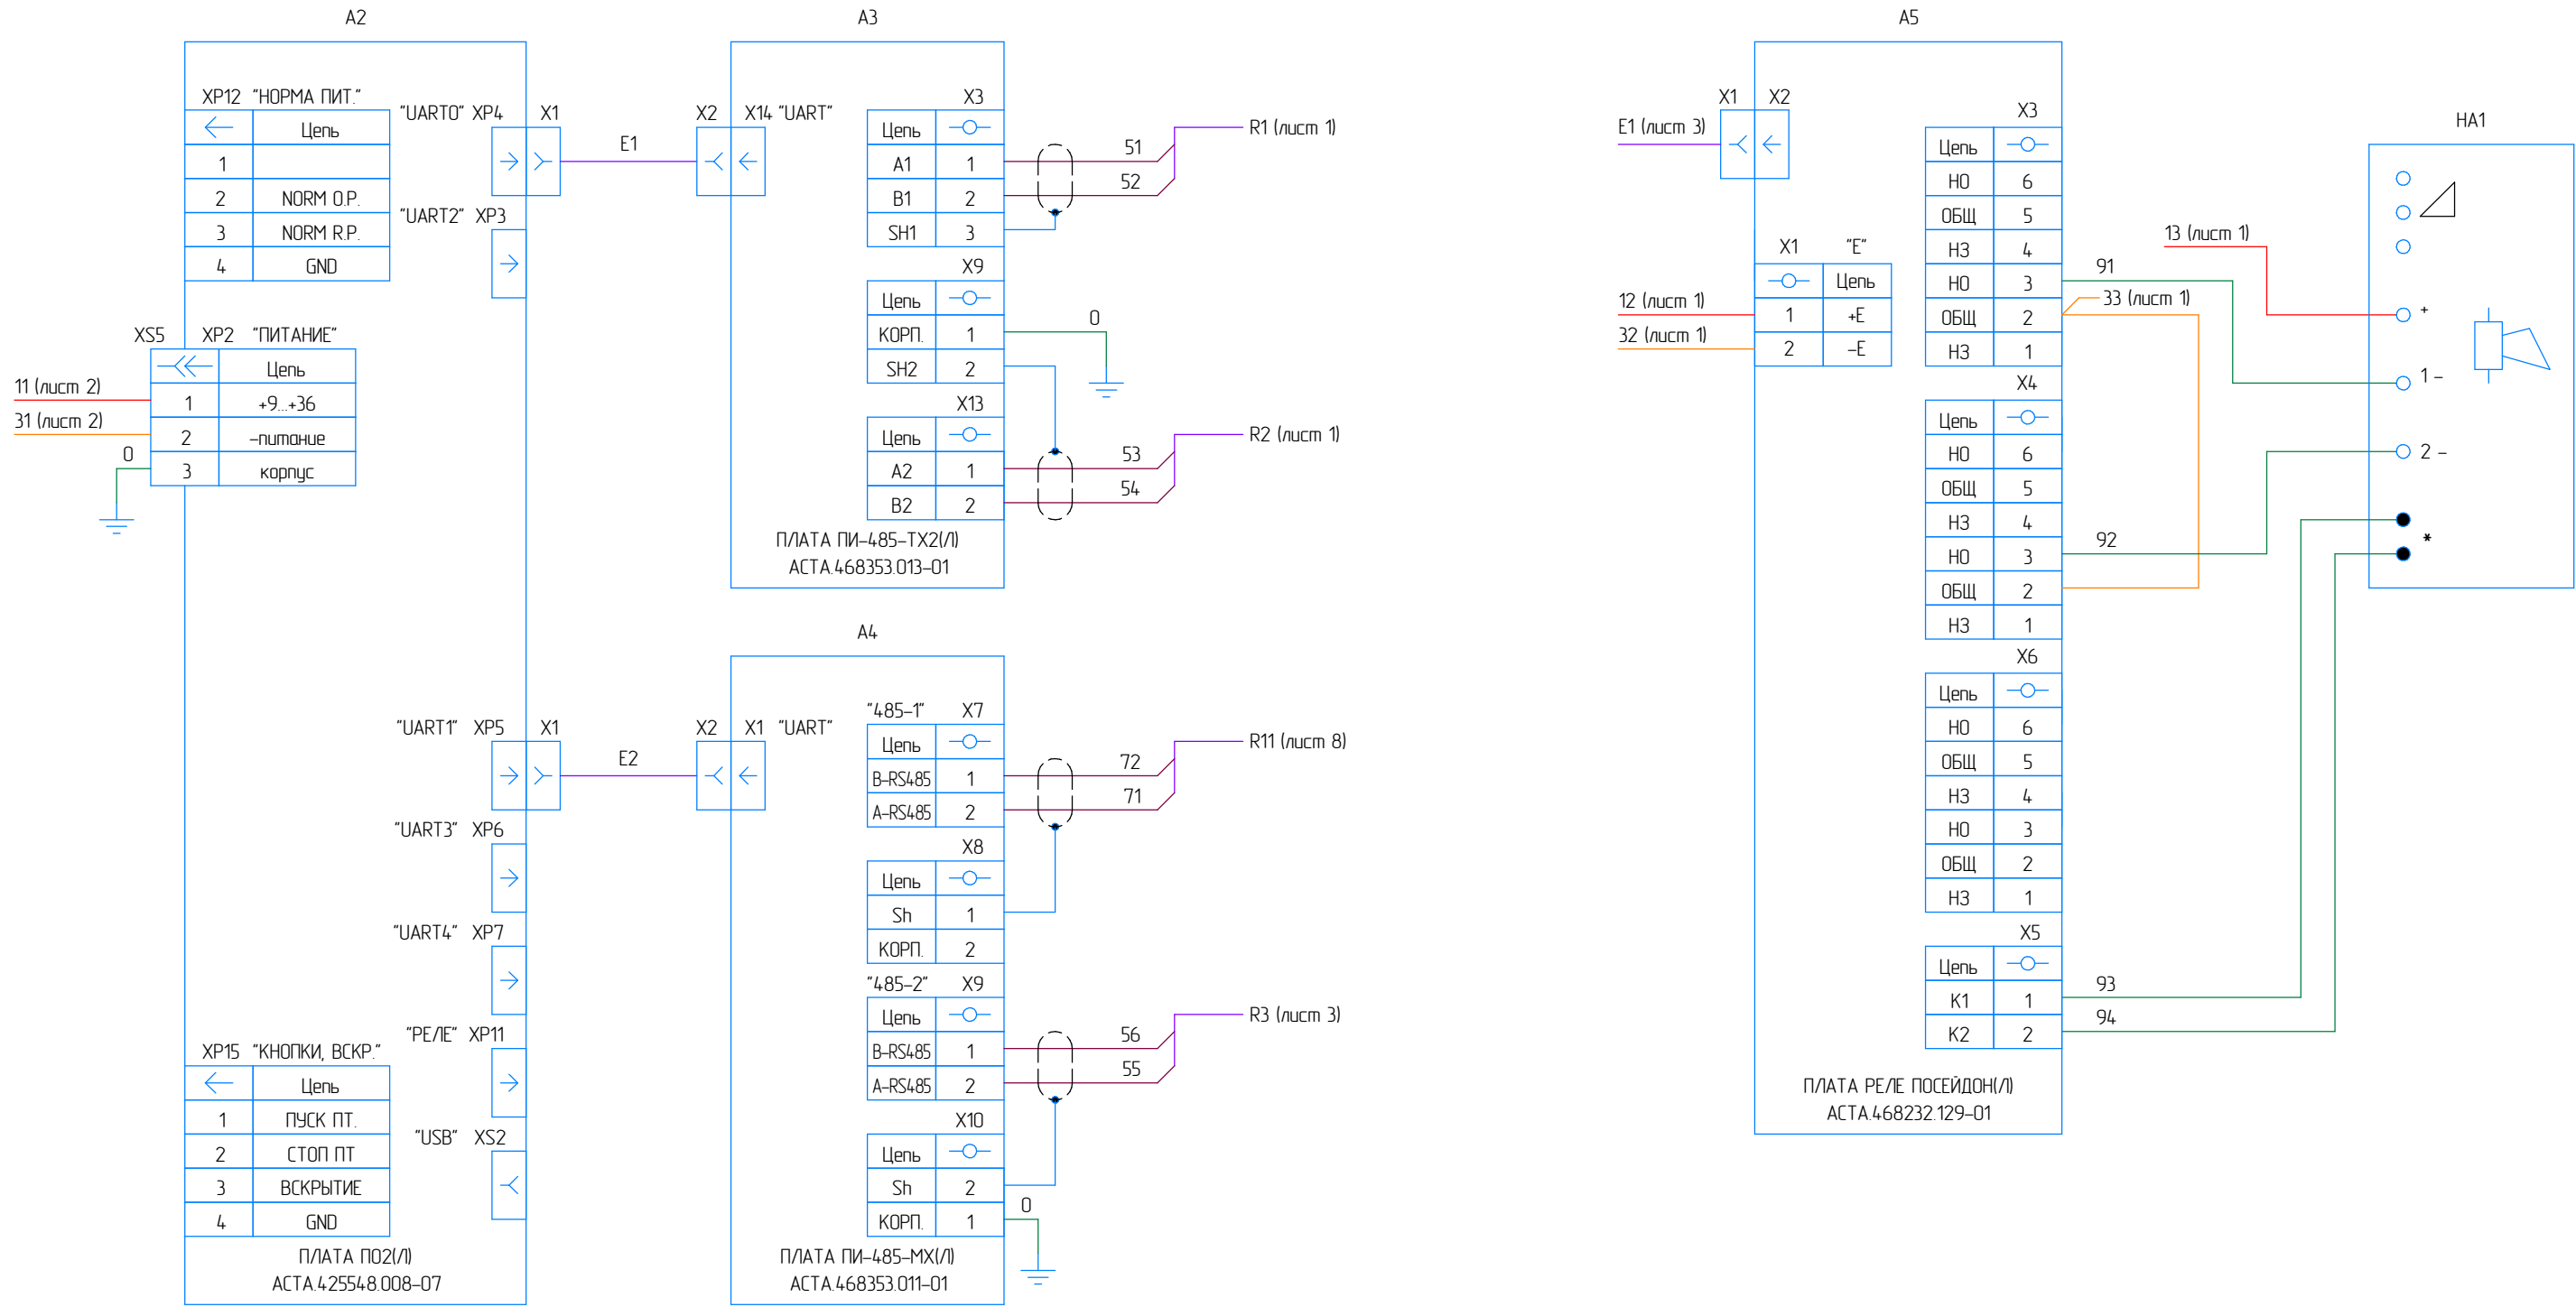 A2
XP12 "НОРМА ПИТ."
Цепь
1
2 NORM O.P.
3 NORM R.P.
4 GND
"UART0" XP4 X1
"UART2" XP3
XS5 XP2 "ПИТАНИЕ"
Цепь
11 (лист 2) 1 +9...+36
31 (лист 2) 2 –питание
0 3 корпус
"UART1" XP5 X1
"UART3" XP6
"UART4" XP7
"РЕЛЕ" XP11
"USB" XS2
XP15 "КНОПКИ, ВСКР."
Цепь
1 ПУСК ПТ.
2 СТОП ПТ
3 ВСКРЫТИЕ
4 GND
ПЛАТА ПО2(Л)
АСТА.425548.008–07
E1
E2
A3
X2 X14 "UART"
X3
Цепь
A1 1 51
B1 2 52
SH1 3
R1 (лист 1)
X9
Цепь
КОРП. 1 0
SH2 2
X13
Цепь
A2 1 53
B2 2 54
R2 (лист 1)
ПЛАТА ПИ–485–ТХ2(Л)
АСТА.468353.013–01
A4
X2 X1 "UART"
"485–1" X7
Цепь
B–RS485 1 72
A–RS485 2 71
R11 (лист 8)
X8
Цепь
Sh 1
КОРП. 2
"485–2" X9
Цепь
B–RS485 1 56
A–RS485 2 55
R3 (лист 3)
X10
Цепь
Sh 2
КОРП. 1 0
ПЛАТА ПИ–485–МХ(Л)
АСТА.468353.011–01
A5
X1 X2
E1 (лист 3)
X1 "E"
Цепь
12 (лист 1) 1 +E
32 (лист 1) 2 –E
X3
Цепь
НО 6
ОБЩ 5
НЗ 4
НО 3 91
ОБЩ 2 33 (лист 1)
НЗ 1
X4
Цепь
НО 6
ОБЩ 5
НЗ 4
НО 3 92
ОБЩ 2
НЗ 1
X6
Цепь
НО 6
ОБЩ 5
НЗ 4
НО 3
ОБЩ 2
НЗ 1
X5
Цепь
K1 1 93
K2 2 94
ПЛАТА РЕЛЕ ПОСЕЙДОН(Л)
АСТА.468232.129–01
HA1
13 (лист 1)
+
1 –
2 –
*